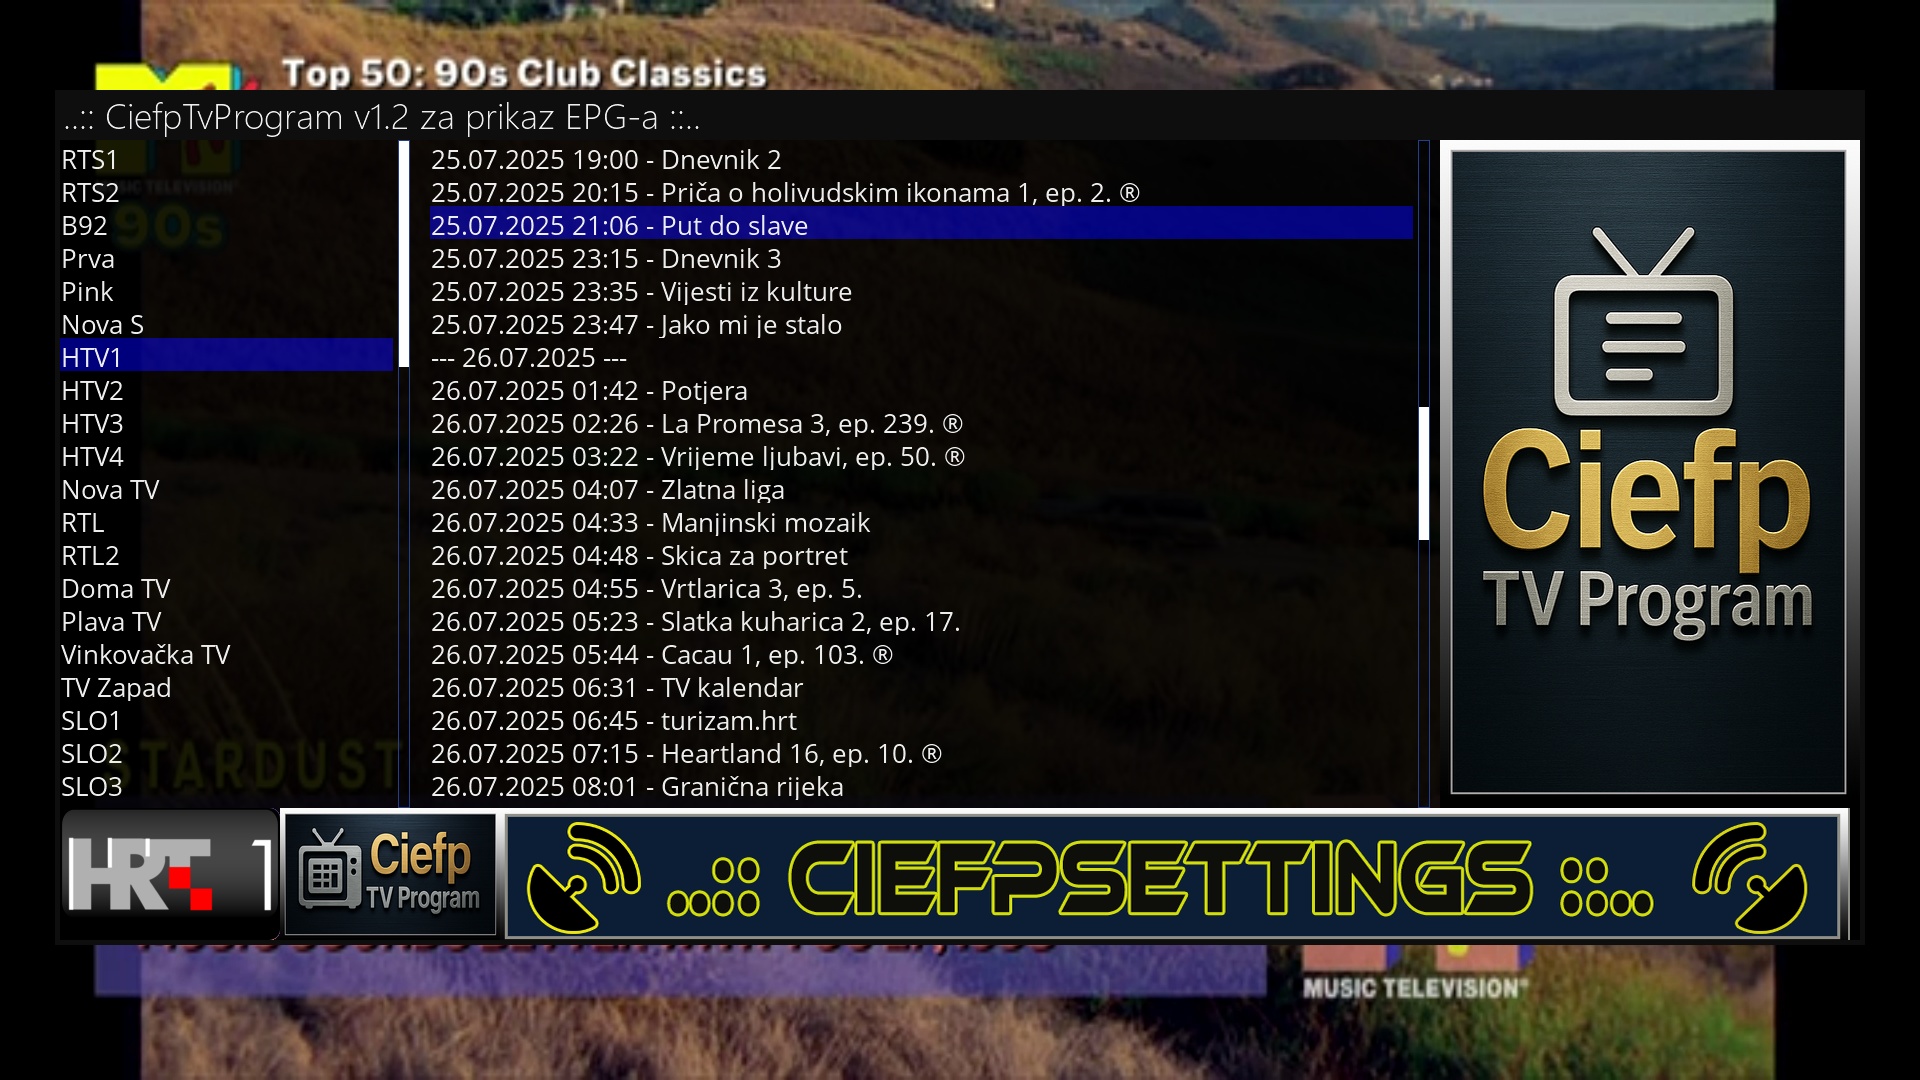 Top 50: 90s Club Classics
..:: CiefpTvProgram v1.2 za prikaz EPG-a ::..
RTS1
RTS2
B92
Prva
Pink
Nova S
HTV1
HTV2
HTV3
HTV4
Nova TV
RTL
RTL2
Doma TV
Plava TV
Vinkovačka TV
TV Zapad
SLO1
SLO2
SLO3
MUSIC TELEVISION
90s
STARDUST
25.07.2025 19:00 - Dnevnik 2
25.07.2025 20:15 - Priča o holivudskim ikonama 1, ep. 2. ®
25.07.2025 21:06 - Put do slave
25.07.2025 23:15 - Dnevnik 3
25.07.2025 23:35 - Vijesti iz kulture
25.07.2025 23:47 - Jako mi je stalo
--- 26.07.2025 ---
26.07.2025 01:42 - Potjera
26.07.2025 02:26 - La Promesa 3, ep. 239. ®
26.07.2025 03:22 - Vrijeme ljubavi, ep. 50. ®
26.07.2025 04:07 - Zlatna liga
26.07.2025 04:33 - Manjinski mozaik
26.07.2025 04:48 - Skica za portret
26.07.2025 04:55 - Vrtlarica 3, ep. 5.
26.07.2025 05:23 - Slatka kuharica 2, ep. 17.
26.07.2025 05:44 - Cacau 1, ep. 103. ®
26.07.2025 06:31 - TV kalendar
26.07.2025 06:45 - turizam.hrt
26.07.2025 07:15 - Heartland 16, ep. 10. ®
26.07.2025 08:01 - Granična rijeka
Ciefp
TV Program
HRT 1
Ciefp
TV Program
CIEFPSETTINGS
MUSIC TELEVISION